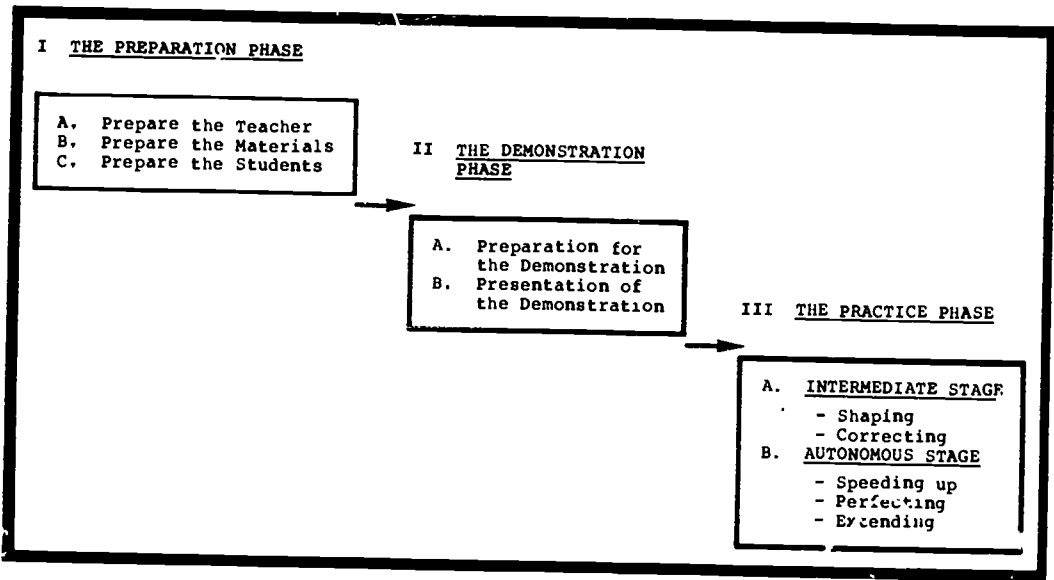 I THE PREPARATION PHASE
A. Prepare the Teacher
B. Prepare the Materials
C. Prepare the Students
II THE DEMONSTRATION
PHASE
A. Preparation for
the Demonstration
B. Presentation of
the Demonstration
III THE PRACTICE PHASE
A. INTERMEDIATE STAGE
- Shaping
- Correcting
B. AUTONOMOUS STAGE
- Speeding up
- Perfecting
- Extending